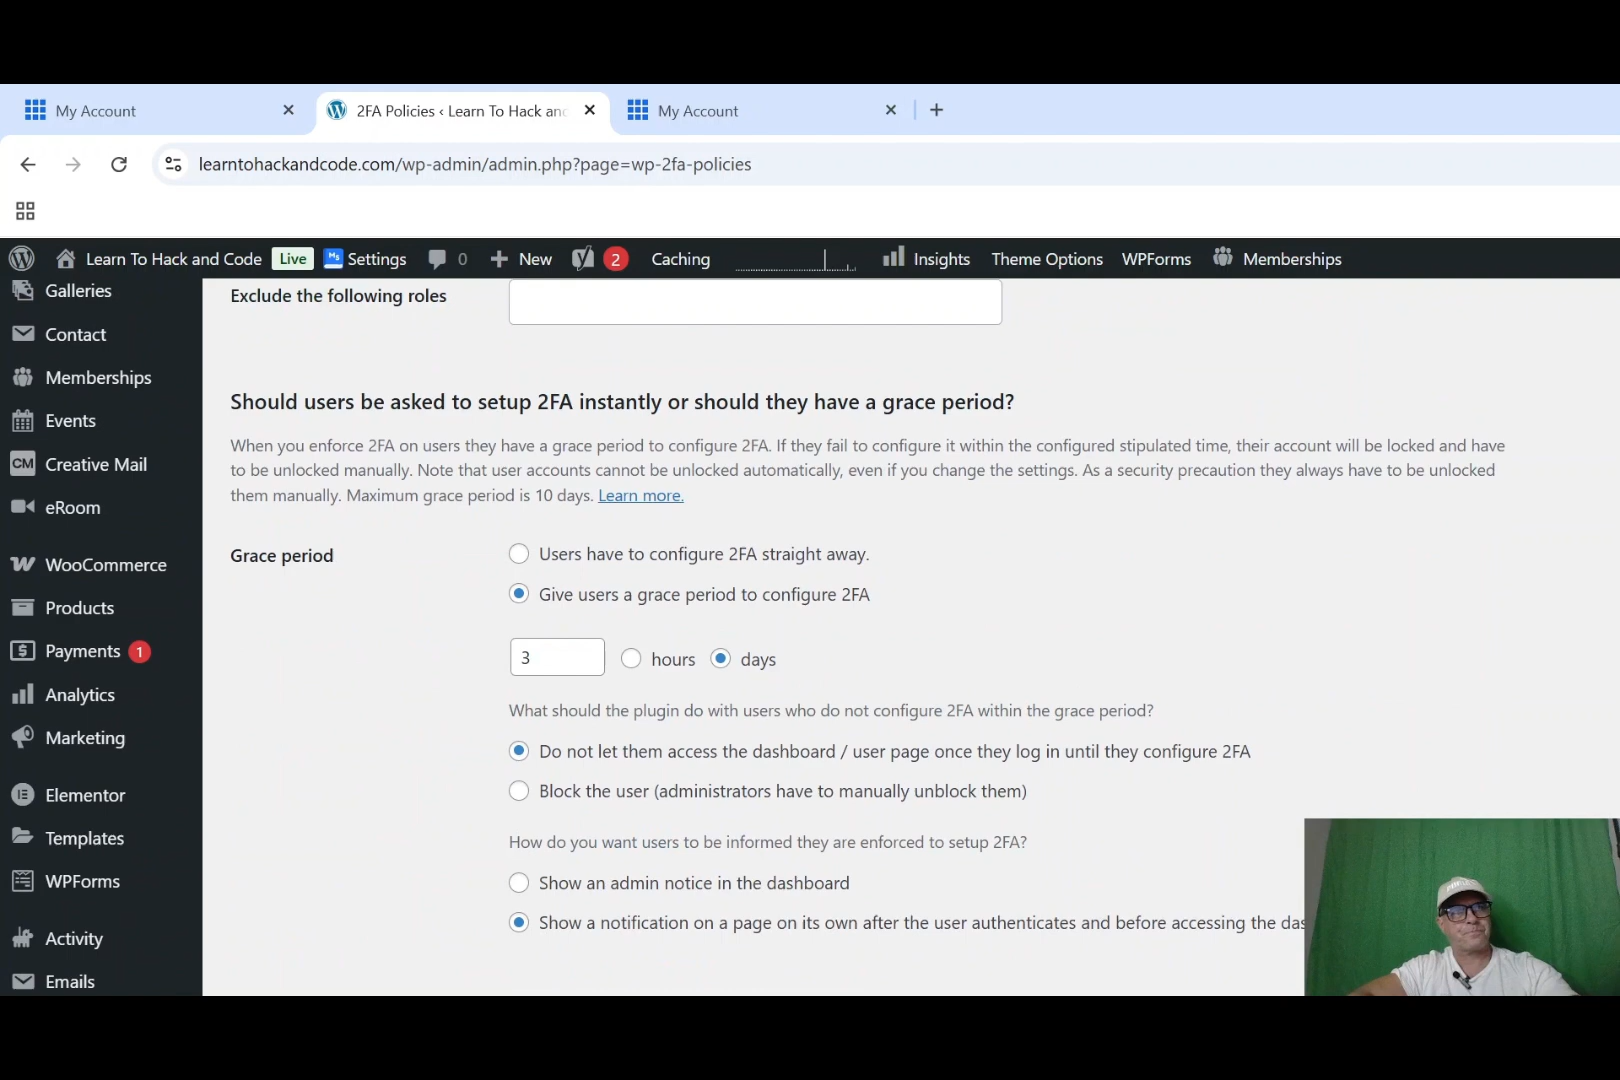 My Account
2FA Policies ‹ Learn To Hack and
My Account
learntohackandcode.com/wp-admin/admin.php?page=wp-2fa-policies
Learn To Hack and Code Live Settings 0 New 2 Caching Insights Theme Options WPForms Memberships
Galleries
Contact
Memberships
Events
CM Creative Mail
eRoom
WooCommerce
Products
Payments 1
Analytics
Marketing
Elementor
Templates
WPForms
Activity
Emails
Exclude the following roles
Should users be asked to setup 2FA instantly or should they have a grace period?
When you enforce 2FA on users they have a grace period to configure 2FA. If they fail to configure it within the configured stipulated time, their account will be locked and have
to be unlocked manually. Note that user accounts cannot be unlocked automatically, even if you change the settings. As a security precaution they always have to be unlocked
them manually. Maximum grace period is 10 days. Learn more.
Grace period
Users have to configure 2FA straight away.
Give users a grace period to configure 2FA
3 hours days
What should the plugin do with users who do not configure 2FA within the grace period?
Do not let them access the dashboard / user page once they log in until they configure 2FA
Block the user (administrators have to manually unblock them)
How do you want users to be informed they are enforced to setup 2FA?
Show an admin notice in the dashboard
Show a notification on a page on its own after the user authenticates and before accessing the das